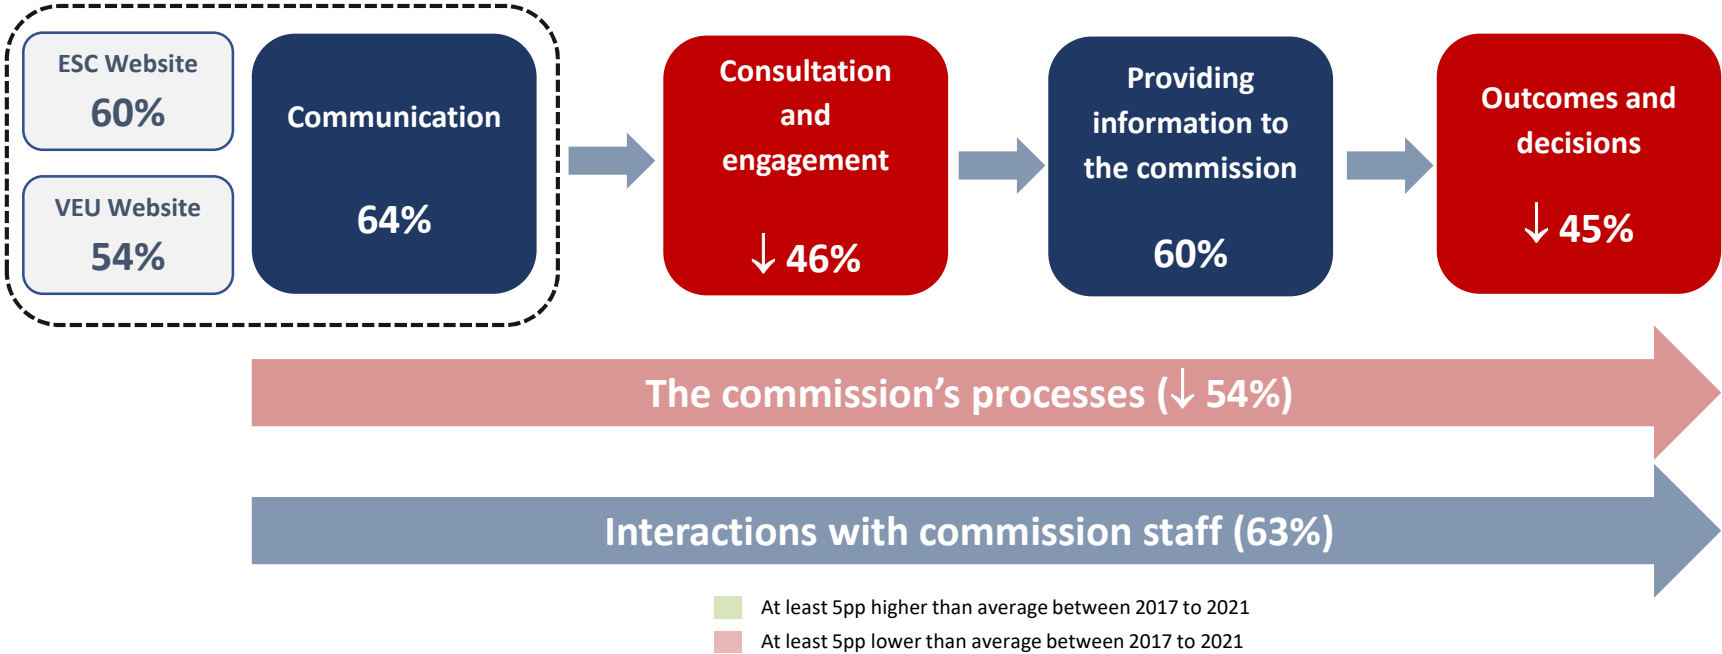 ESC Website
60%
VEU Website
54%
Communication
64%
Consultation
and
engagement
↓ 46%
Providing
information to
the commission
60%
Outcomes and
decisions
↓ 45%
The commission’s processes (↓ 54%)
Interactions with commission staff (63%)
At least 5pp higher than average between 2017 to 2021
At least 5pp lower than average between 2017 to 2021